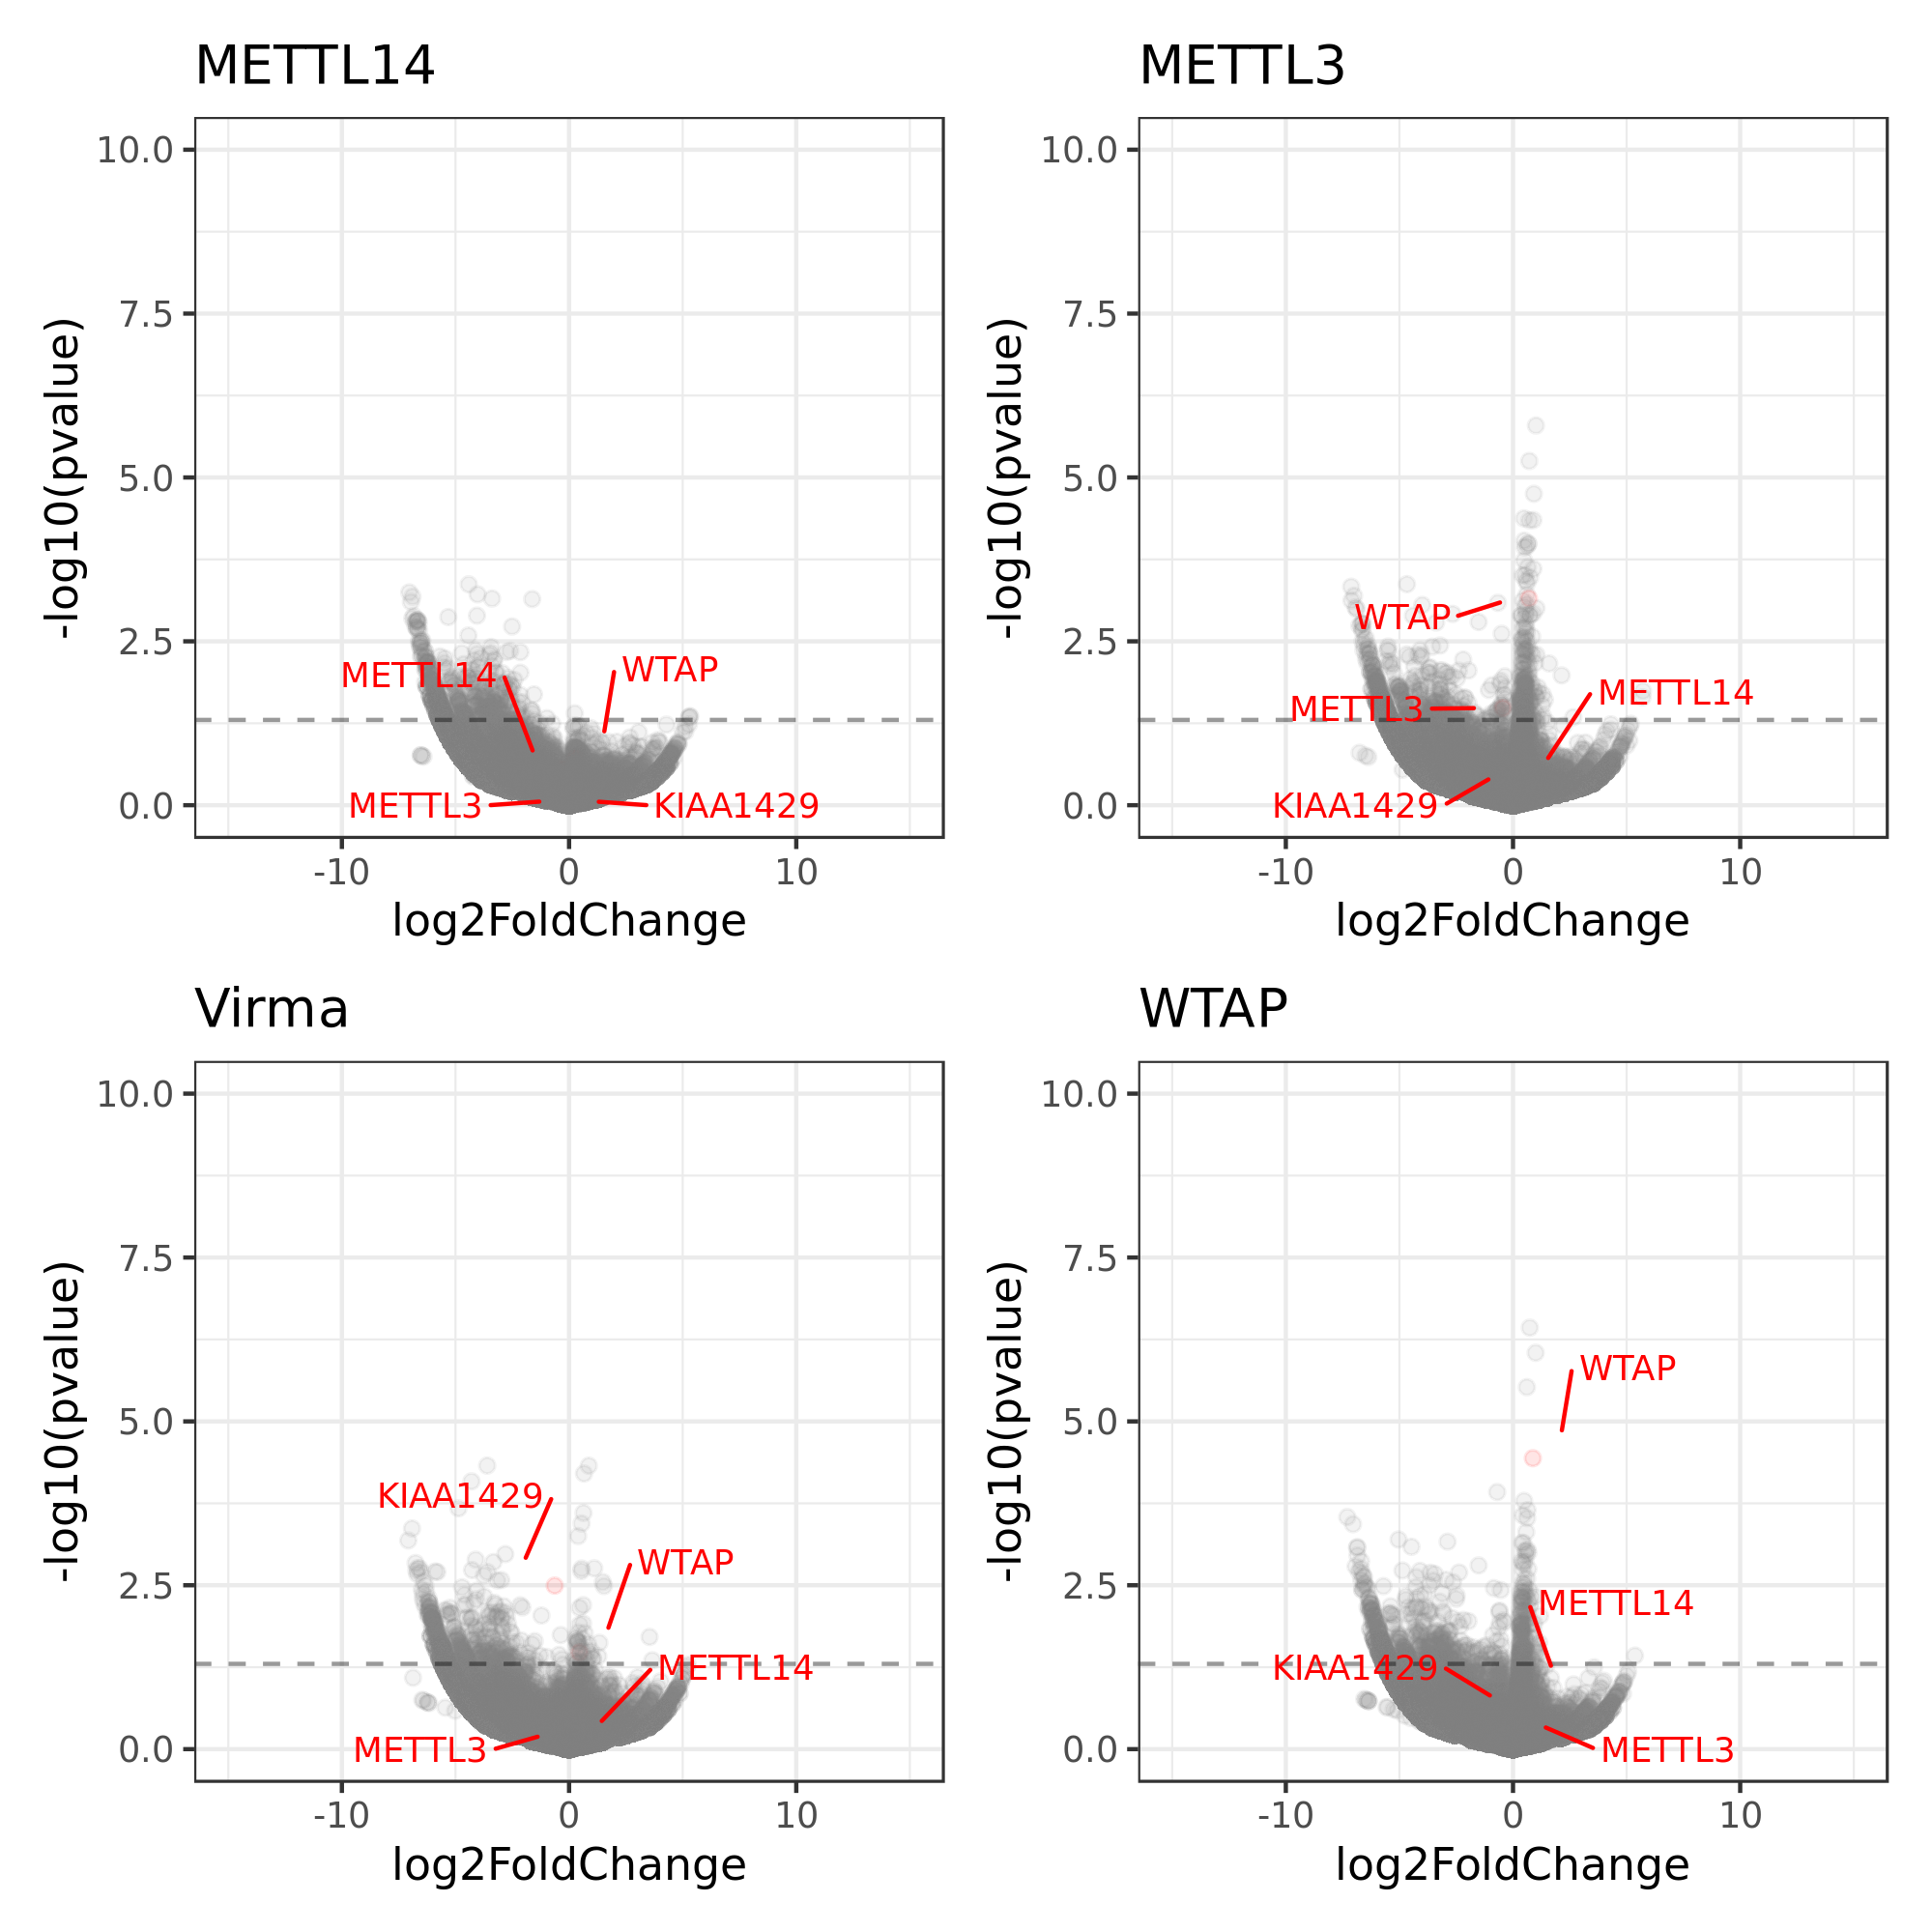 METTL14
-log10(pvalue)
10.0
7.5
5.0
2.5
0.0
METTL14
WTAP
METTL3
KIAA1429
-10
0
10
log2FoldChange
METTL3
-log10(pvalue)
10.0
7.5
5.0
2.5
0.0
WTAP
METTL14
METTL3
KIAA1429
-10
0
10
log2FoldChange
Virma
-log10(pvalue)
10.0
7.5
5.0
2.5
0.0
KIAA1429
WTAP
METTL14
METTL3
-10
0
10
log2FoldChange
WTAP
-log10(pvalue)
10.0
7.5
5.0
2.5
0.0
WTAP
METTL14
KIAA1429
METTL3
-10
0
10
log2FoldChange